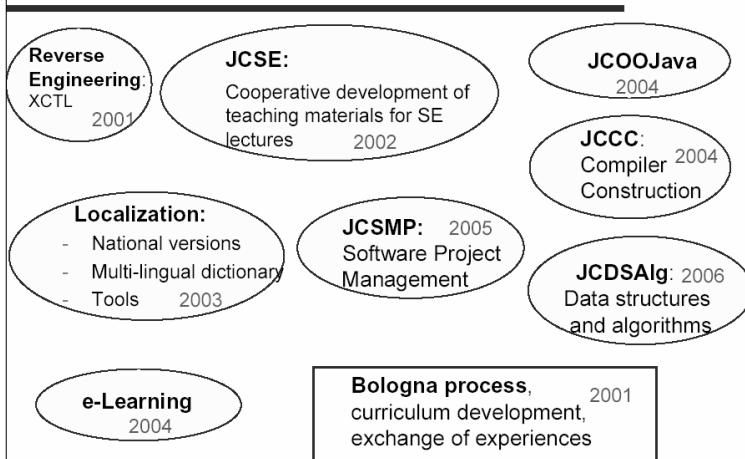 Reverse
Engineering:
XCTL
2001
JCSE:
Cooperative development of
teaching materials for SE
lectures 2002
JCOOJava
2004
JCCC:
Compiler 2004
Construction
Localization:
- National versions
- Multi-lingual dictionary
- Tools 2003
JCSMP: 2005
Software Project
Management
JCDSAlg: 2006
Data structures
and algorithms
e-Learning
2004
Bologna process, 2001
curriculum development,
exchange of experiences